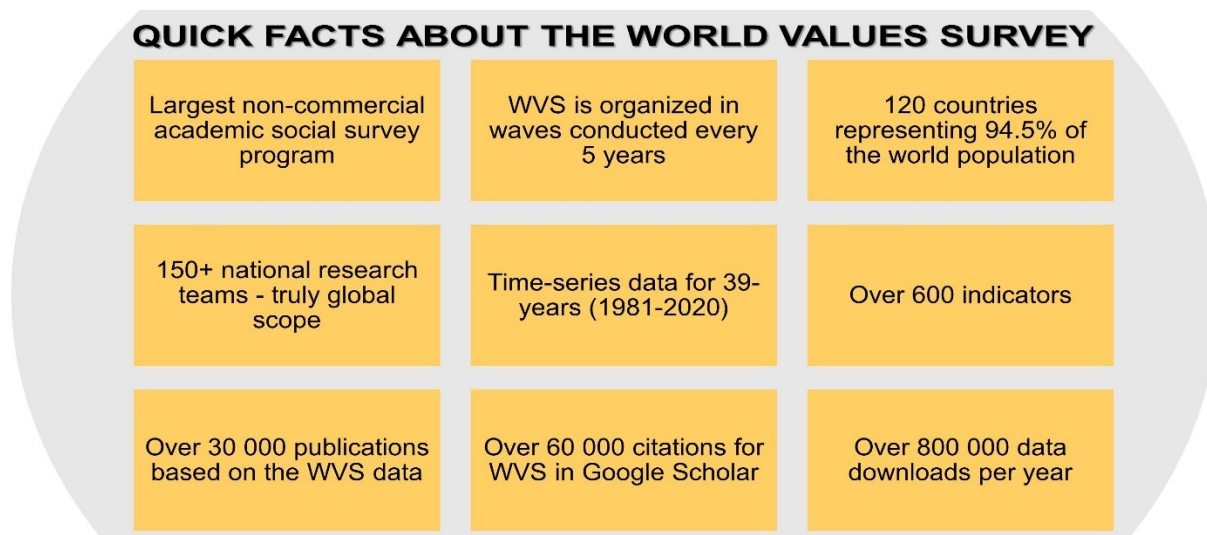 QUICK FACTS ABOUT THE WORLD VALUES SURVEY
Largest non-commercial
academic social survey
program
WVS is organized in
waves conducted every
5 years
120 countries
representing 94.5% of
the world population
150+ national research
teams - truly global
scope
Time-series data for 39-
years (1981-2020)
Over 600 indicators
Over 30 000 publications
based on the WVS data
Over 60 000 citations for
WVS in Google Scholar
Over 800 000 data
downloads per year